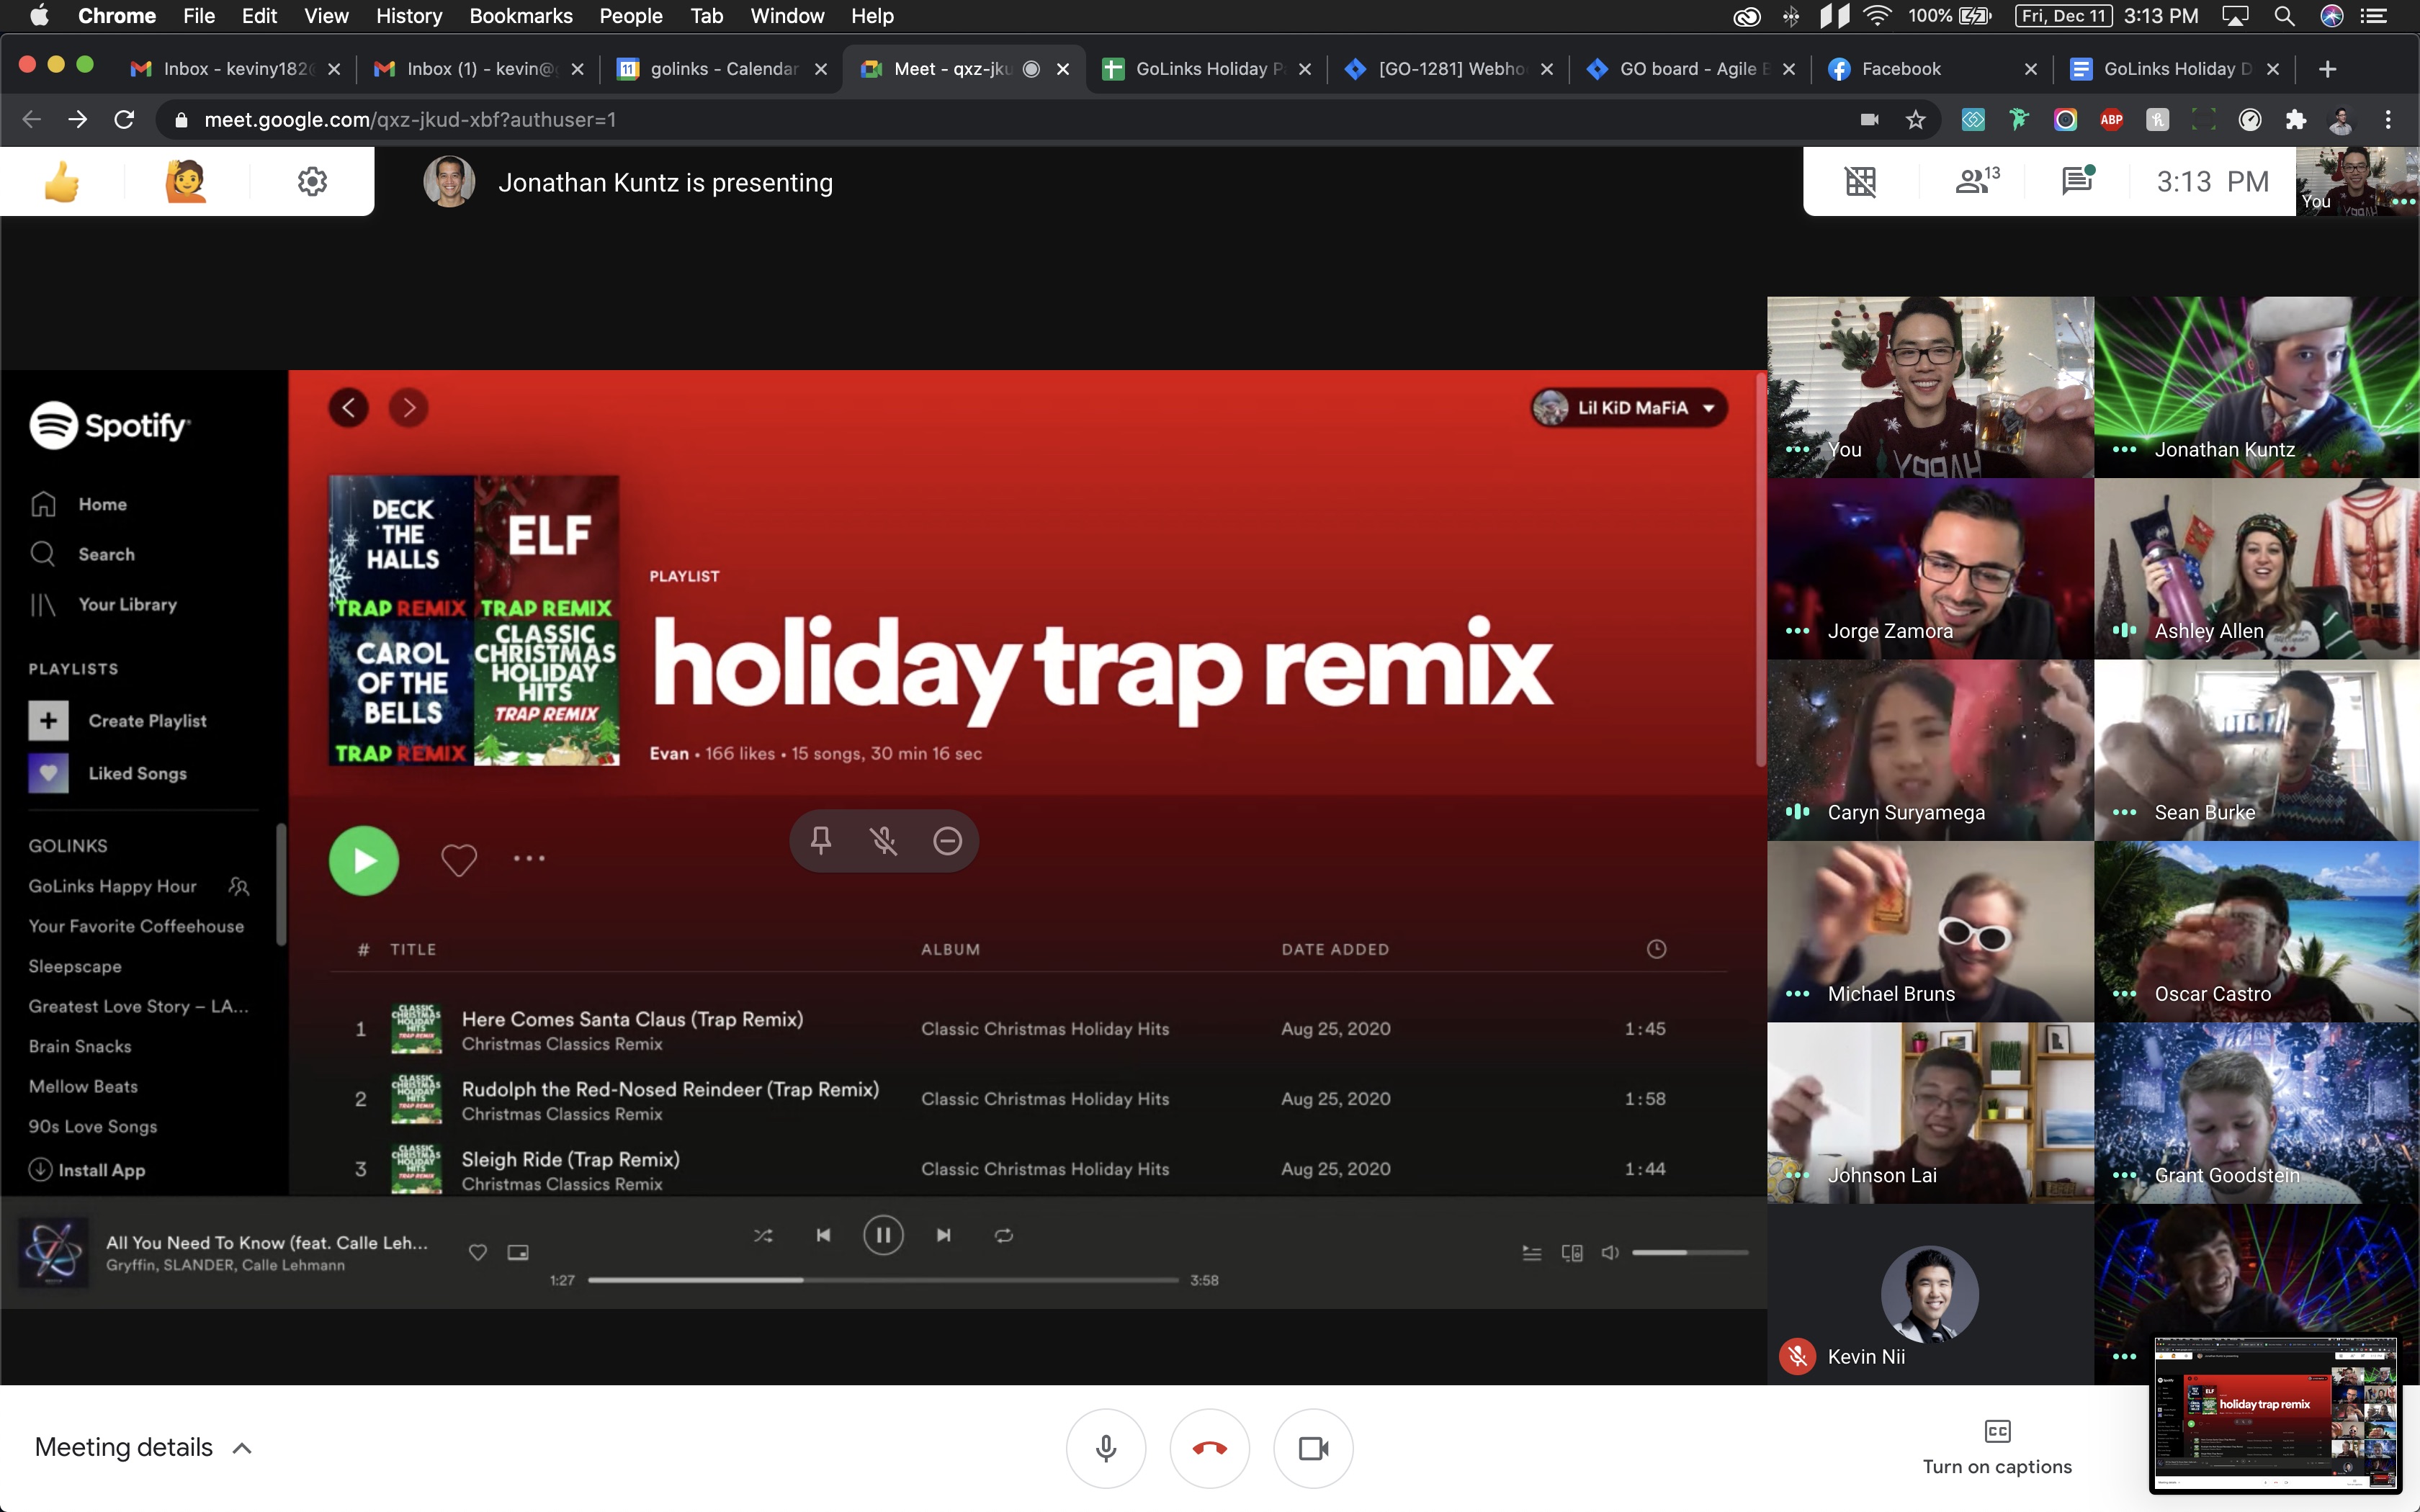 Chrome File Edit View History Bookmarks People Tab Window Help
100% Fri, Dec 11 3:13 PM
Inbox - keviny182@
Inbox (1) - kevin@
11 golinks - Calendar
Meet - qxz-jku
GoLinks Holiday P
[GO-1281] Webho
GO board - Agile B
Facebook
GoLinks Holiday D
meet.google.com/qxz-jkud-xbf?authuser=1
ABP
Jonathan Kuntz is presenting
13
3:13 PM
You
Spotify
Home
Search
Your Library
PLAYLISTS
Create Playlist
Liked Songs
GOLINKS
GoLinks Happy Hour
Your Favorite Coffeehouse
Sleepscape
Greatest Love Story – LA...
Brain Snacks
Mellow Beats
90s Love Songs
Install App
Lil KiD MaFiA
DECK
THE
HALLS
TRAP REMIX
ELF
TRAP REMIX
CAROL
OF THE
BELLS
TRAP REMIX
CLASSIC
CHRISTMAS
HOLIDAY
HITS
TRAP REMIX
PLAYLIST
holiday trap remix
Evan • 166 likes • 15 songs, 30 min 16 sec
# TITLE ALBUM DATE ADDED
1 Here Comes Santa Claus (Trap Remix) Classic Christmas Holiday Hits Aug 25, 2020 1:45
Christmas Classics Remix
2 Rudolph the Red-Nosed Reindeer (Trap Remix) Classic Christmas Holiday Hits Aug 25, 2020 1:58
Christmas Classics Remix
3 Sleigh Ride (Trap Remix) Classic Christmas Holiday Hits Aug 25, 2020 1:44
Christmas Classics Remix
All You Need To Know (feat. Calle Leh...
Gryffin, SLANDER, Calle Lehmann
1:27 3:58
You
HAPPY
Jonathan Kuntz
Jorge Zamora
Ashley Allen
Caryn Suryamega
Sean Burke
Michael Bruns
Oscar Castro
Johnson Lai
Grant Goodstein
Kevin Nii
Meeting details
CC
Turn on captions
holiday trap remix